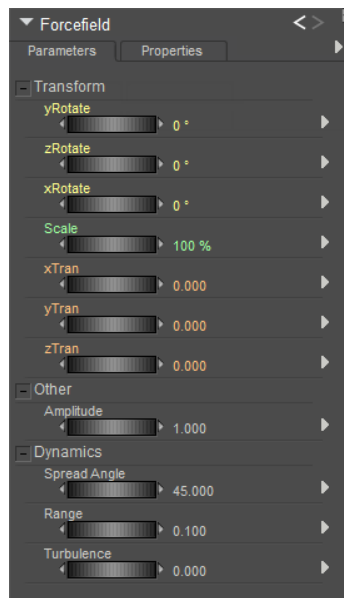 Forcefield
Parameters Properties
Transform
yRotate
0 °
zRotate
0 °
xRotate
0 °
Scale
100 %
xTran
0.000
yTran
0.000
zTran
0.000
Other
Amplitude
1.000
Dynamics
Spread Angle
45.000
Range
0.100
Turbulence
0.000